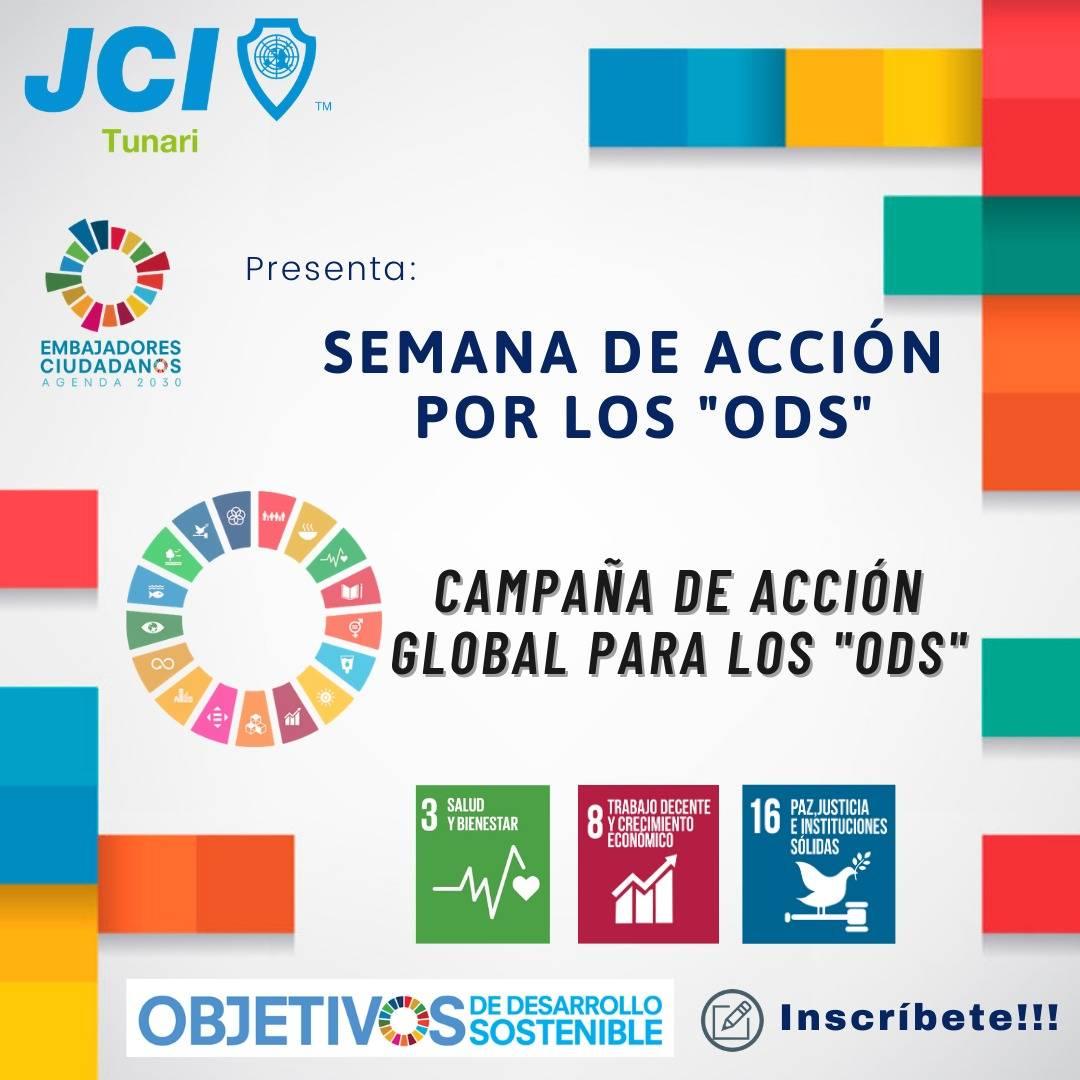 JCI
TM
Tunari
EMBAJADORES
CIUDADANOS
AGENDA 2030
Presenta:
SEMANA DE ACCIÓN
POR LOS "ODS"
CAMPAÑA DE ACCIÓN
GLOBAL PARA LOS "ODS"
3 SALUD
Y BIENESTAR
8 TRABAJO DECENTE
Y CRECIMIENTO
ECONÓMICO
16 PAZ,JUSTICIA
E INSTITUCIONES
SÓLIDAS
OBJETIVOS DE DESARROLLO
SOSTENIBLE
Inscríbete!!!